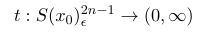 $t : S(x_0)_{\epsilon}^{2n-1} \to (0, \infty)$